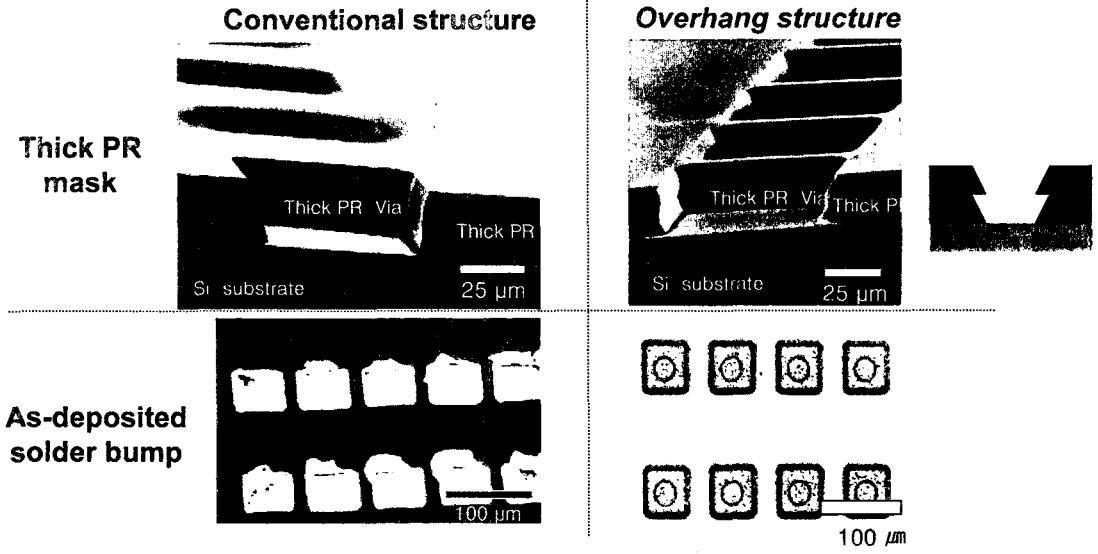 Conventional structure
Overhang structure
Thick PR
mask
Thick PR Via
Thick PR
Si substrate
25 μm
Thick PR Via
Thick P
Si substrate
25 μm
As-deposited
solder bump
100 μm
100 μm